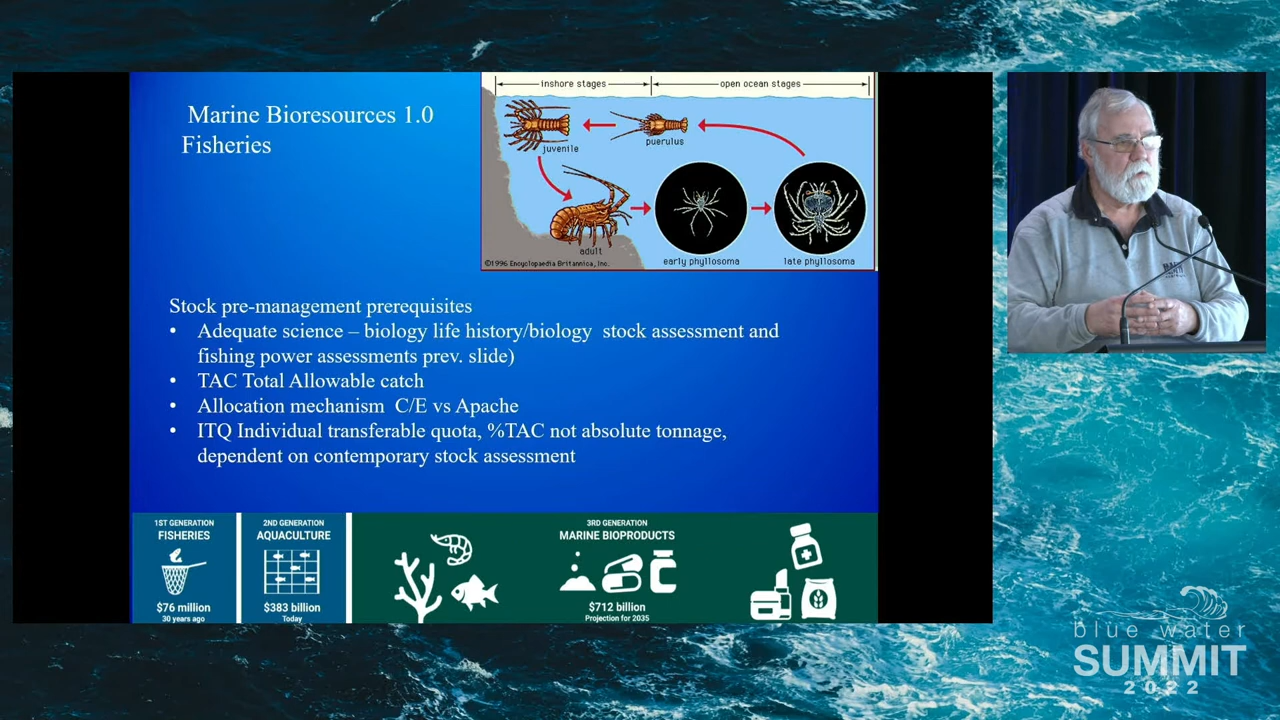 Marine Bioresources 1.0
Fisheries
inshore stages
open ocean stages
juvenile
puerulus
adult
early phyllosoma
late phyllosoma
©1996 Encyclopaedia Britannica, Inc.
Stock pre-management prerequisites
• Adequate science – biology life history/biology stock assessment and
fishing power assessments prev. slide)
• TAC Total Allowable catch
• Allocation mechanism C/E vs Apache
• ITQ Individual transferable quota, %TAC not absolute tonnage,
dependent on contemporary stock assessment
1ST GENERATION
FISHERIES
$76 million
30 years ago
2ND GENERATION
AQUACULTURE
$383 billion
Today
3RD GENERATION
MARINE BIOPRODUCTS
$712 billion
Projection for 2035
blue water
SUMMIT
2022